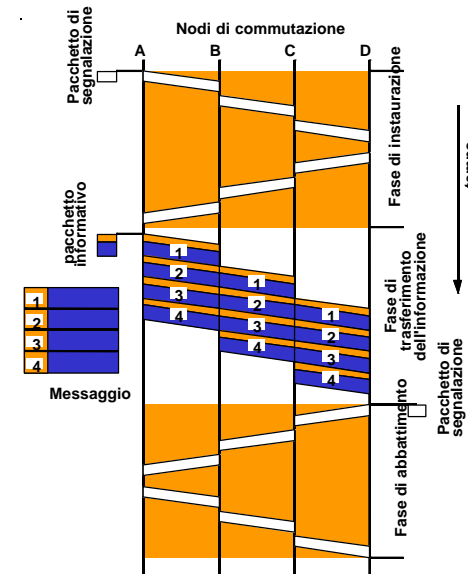 Nodi di commutazione
A B C D
Pacchetto di
segnalazione
Fase di instaurazione
tempo
pacchetto
informativo
1
2
3
4
1
2
3
4
1
2
3
4
Fase di
trasferimento
dell'informazione
1
2
3
4
Messaggio
Fase di abbattimento
Pacchetto di
segnalazione